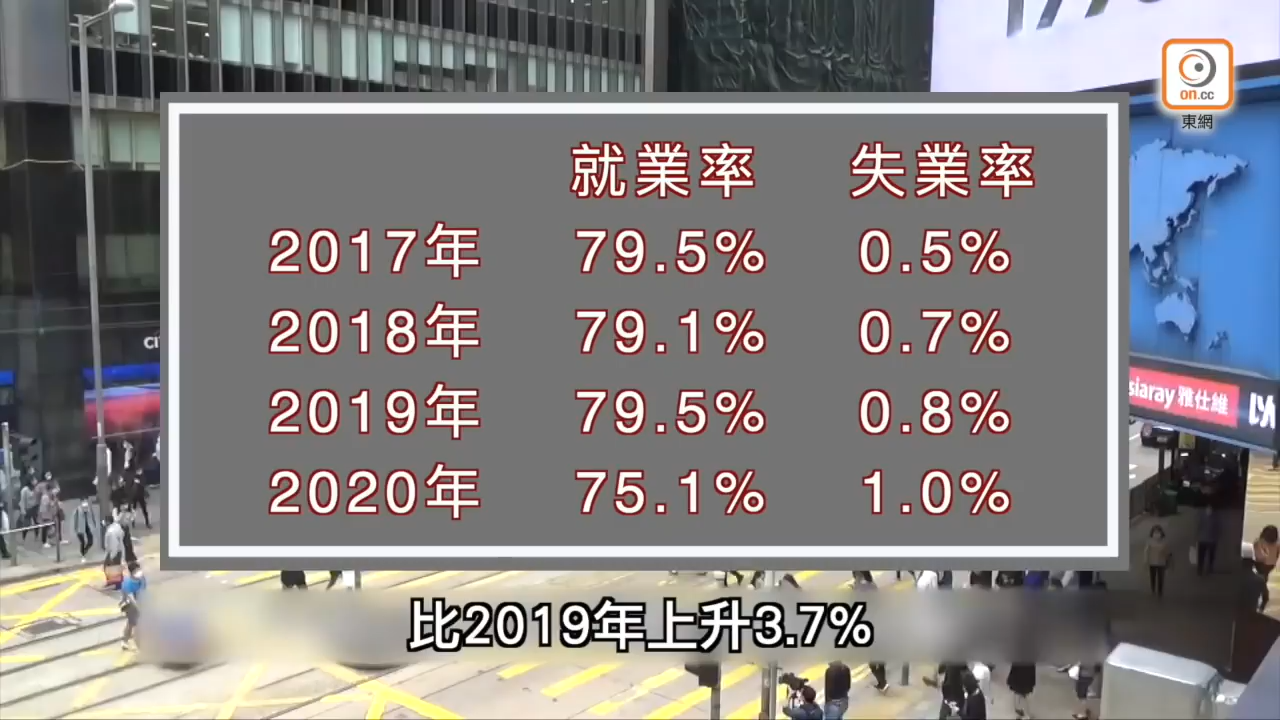 on.cc
東網
就業率 失業率
2017年 79.5% 0.5%
2018年 79.1% 0.7%
2019年 79.5% 0.8%
2020年 75.1% 1.0%
siaray 雅仕維
比2019年上升3.7%